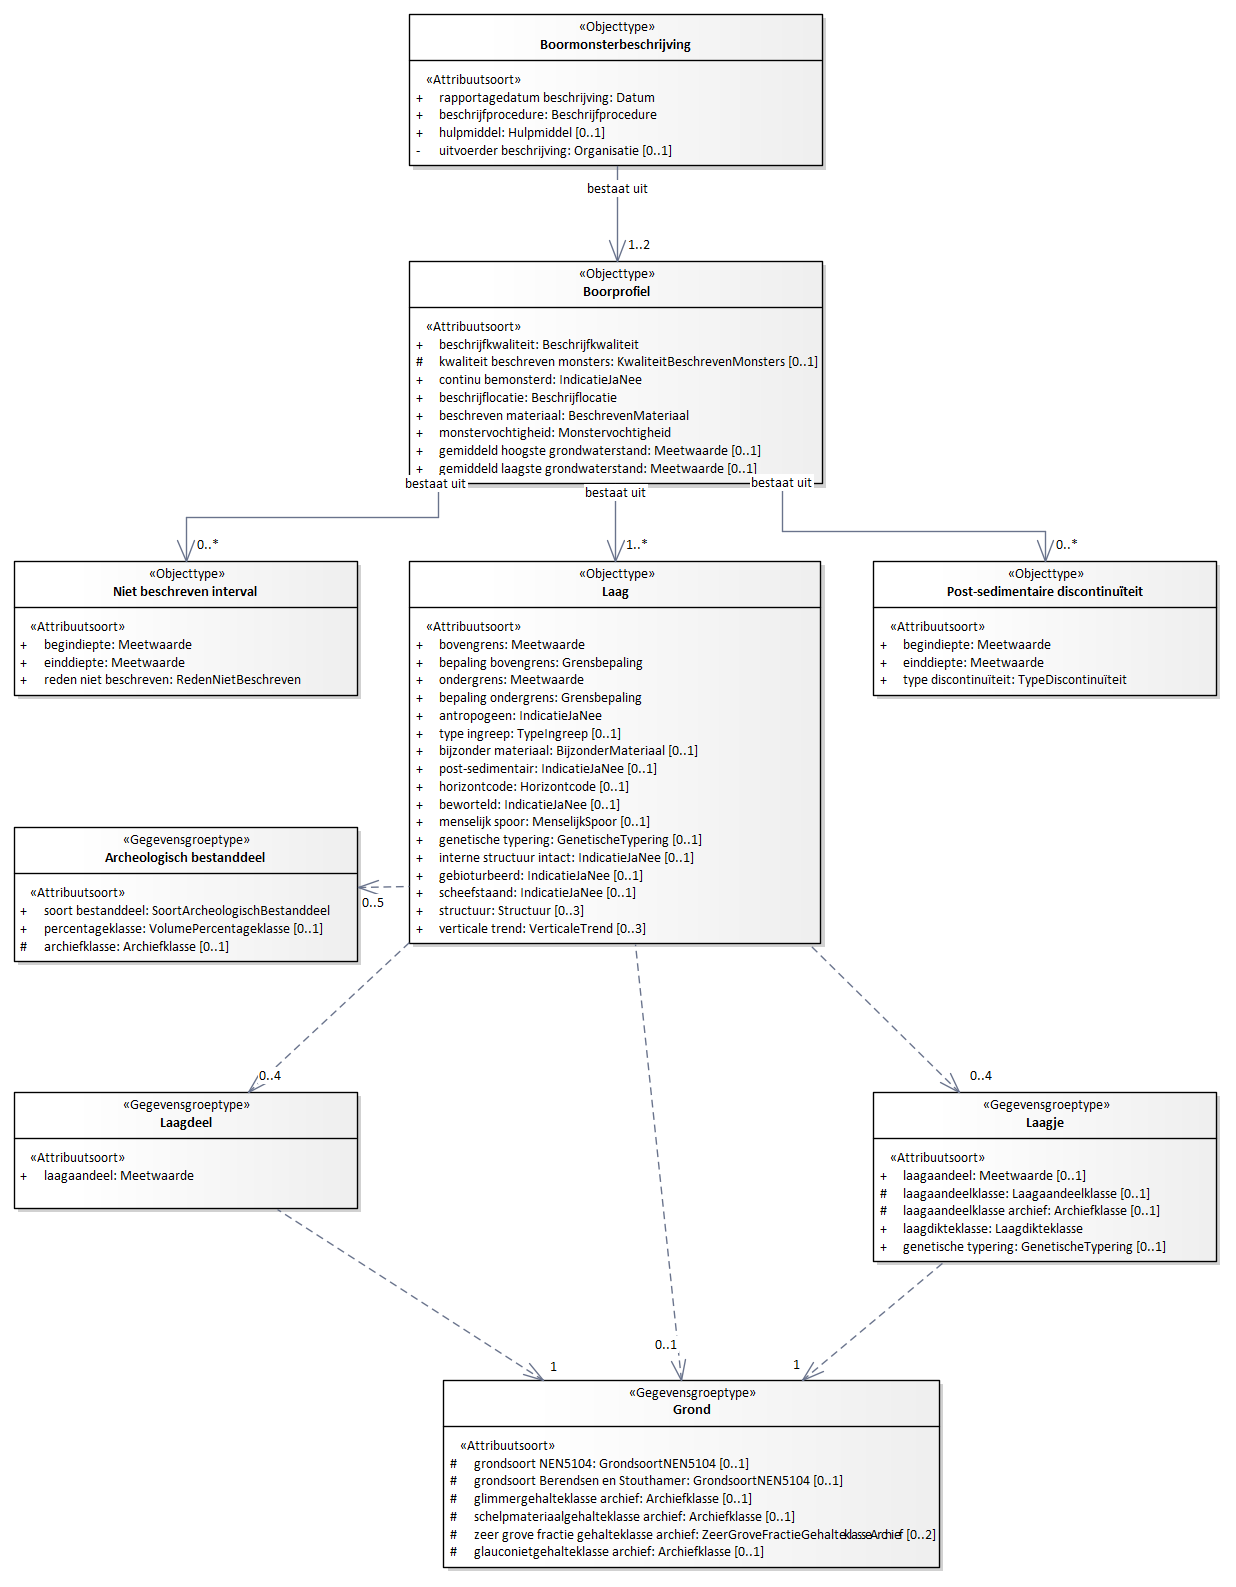 «Objecttype»
Boormonsterbeschrijving
«Attribuutsoort»
+ rapportagedatum beschrijving: Datum
+ beschrijfprocedure: Beschrijfprocedure
+ hulpmiddel: Hulpmiddel [0..1]
- uitvoerder beschrijving: Organisatie [0..1]
bestaat uit
1..2
«Objecttype»
Boorprofiel
«Attribuutsoort»
+ beschrijfkwaliteit: Beschrijfkwaliteit
# kwaliteit beschreven monsters: KwaliteitBeschrevenMonsters [0..1]
+ continu bemonsterd: IndicatieJaNee
+ beschrijflocatie: Beschrijflocatie
+ beschreven materiaal: BeschrevenMateriaal
+ monstervochtigheid: Monstervochtigheid
+ gemiddeld hoogste grondwaterstand: Meetwaarde [0..1]
+ gemiddeld laagste grondwaterstand: Meetwaarde [0..1]
bestaat uit
bestaat uit
bestaat uit
0..*
1..*
0..*
«Objecttype»
Niet beschreven interval
«Attribuutsoort»
+ begindiepte: Meetwaarde
+ einddiepte: Meetwaarde
+ reden niet beschreven: RedenNietBeschreven
«Objecttype»
Laag
«Attribuutsoort»
+ bovengrens: Meetwaarde
+ bepaling bovengrens: Grensbepaling
+ ondergrens: Meetwaarde
+ bepaling ondergrens: Grensbepaling
+ antropogeen: IndicatieJaNee
+ type ingreep: TypeIngreep [0..1]
+ bijzonder materiaal: BijzonderMateriaal [0..1]
+ post-sedimentair: IndicatieJaNee [0..1]
+ horizontcode: Horizontcode [0..1]
+ beworteld: IndicatieJaNee [0..1]
+ menselijk spoor: MenselijkSpoor [0..1]
+ genetische typering: GenetischeTypering [0..1]
+ interne structuur intact: IndicatieJaNee [0..1]
+ gebioturbeerd: IndicatieJaNee [0..1]
+ scheefstaand: IndicatieJaNee [0..1]
+ structuur: Structuur [0..3]
+ verticale trend: VerticaleTrend [0..3]
«Objecttype»
Post-sedimentaire discontinuïteit
«Attribuutsoort»
+ begindiepte: Meetwaarde
+ einddiepte: Meetwaarde
+ type discontinuïteit: TypeDiscontinuïteit
«Gegevensgroeptype»
Archeologisch bestanddeel
«Attribuutsoort»
+ soort bestanddeel: SoortArcheologischBestanddeel
+ percentageklasse: VolumePercentageklasse [0..1]
# archiefklasse: Archiefklasse [0..1]
0..5
0..4
0..4
«Gegevensgroeptype»
Laagdeel
«Attribuutsoort»
+ laagaandeel: Meetwaarde
«Gegevensgroeptype»
Laagje
«Attribuutsoort»
+ laagaandeel: Meetwaarde [0..1]
# laagaandeelklasse: Laagaandeelklasse [0..1]
# laagaandeelklasse archief: Archiefklasse [0..1]
+ laagdikteklasse: Laagdikteklasse
+ genetische typering: GenetischeTypering [0..1]
1
0..1
1
«Gegevensgroeptype»
Grond
«Attribuutsoort»
# grondsoort NEN5104: GrondsoortNEN5104 [0..1]
# grondsoort Berendsen en Stouthamer: GrondsoortNEN5104 [0..1]
# glimmergehalteklasse archief: Archiefklasse [0..1]
# schelpmateriaalgehalteklasse archief: Archiefklasse [0..1]
# zeer grove fractie gehalteklasse archief: ZeerGroveFractieGehalteklasseArchief [0..2]
# glauconietgehalteklasse archief: Archiefklasse [0..1]